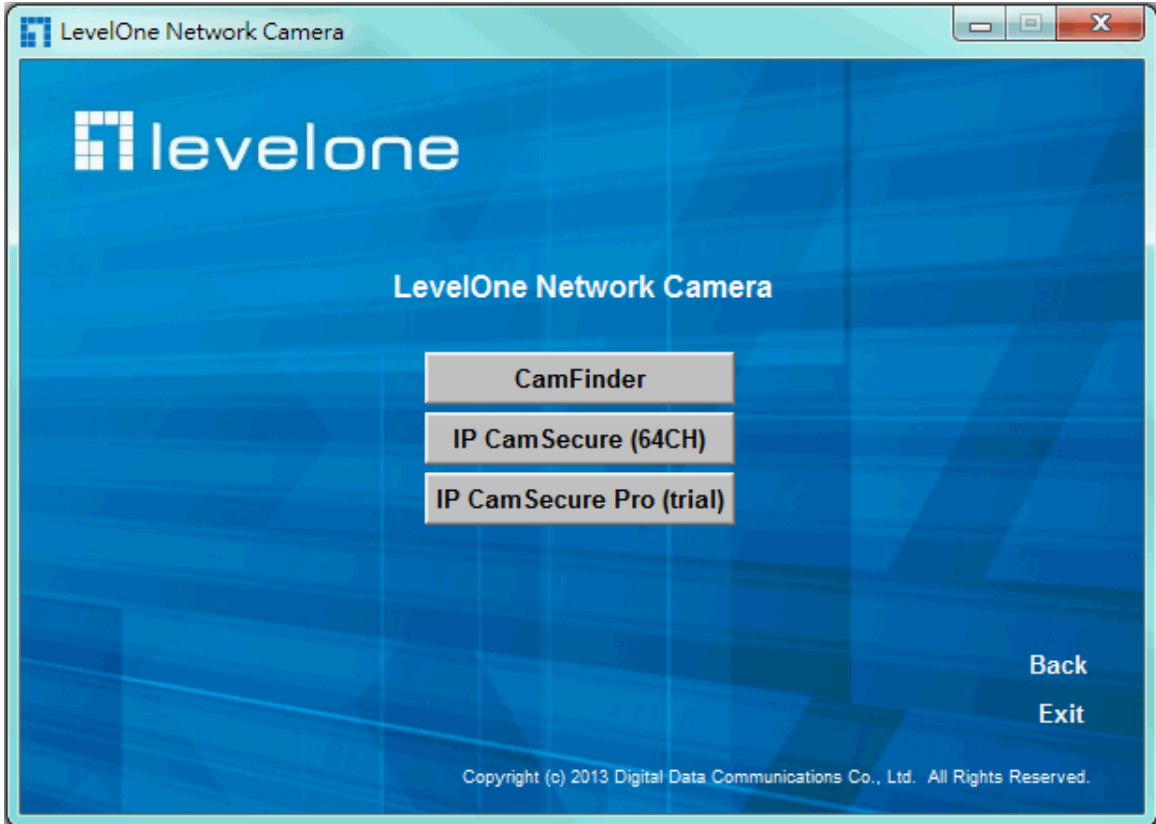 LevelOne Network Camera
levelone
LevelOne Network Camera
CamFinder
IP CamSecure (64CH)
IP CamSecure Pro (trial)
Back
Exit
Copyright (c) 2013 Digital Data Communications Co., Ltd. All Rights Reserved.